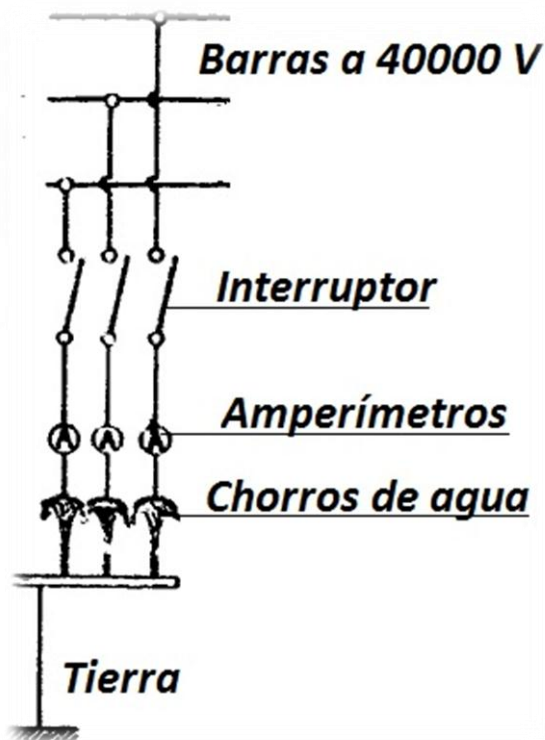 Barras a 40000 V
Interruptor
Amperímetros
A A A
Chorros de agua
Tierra